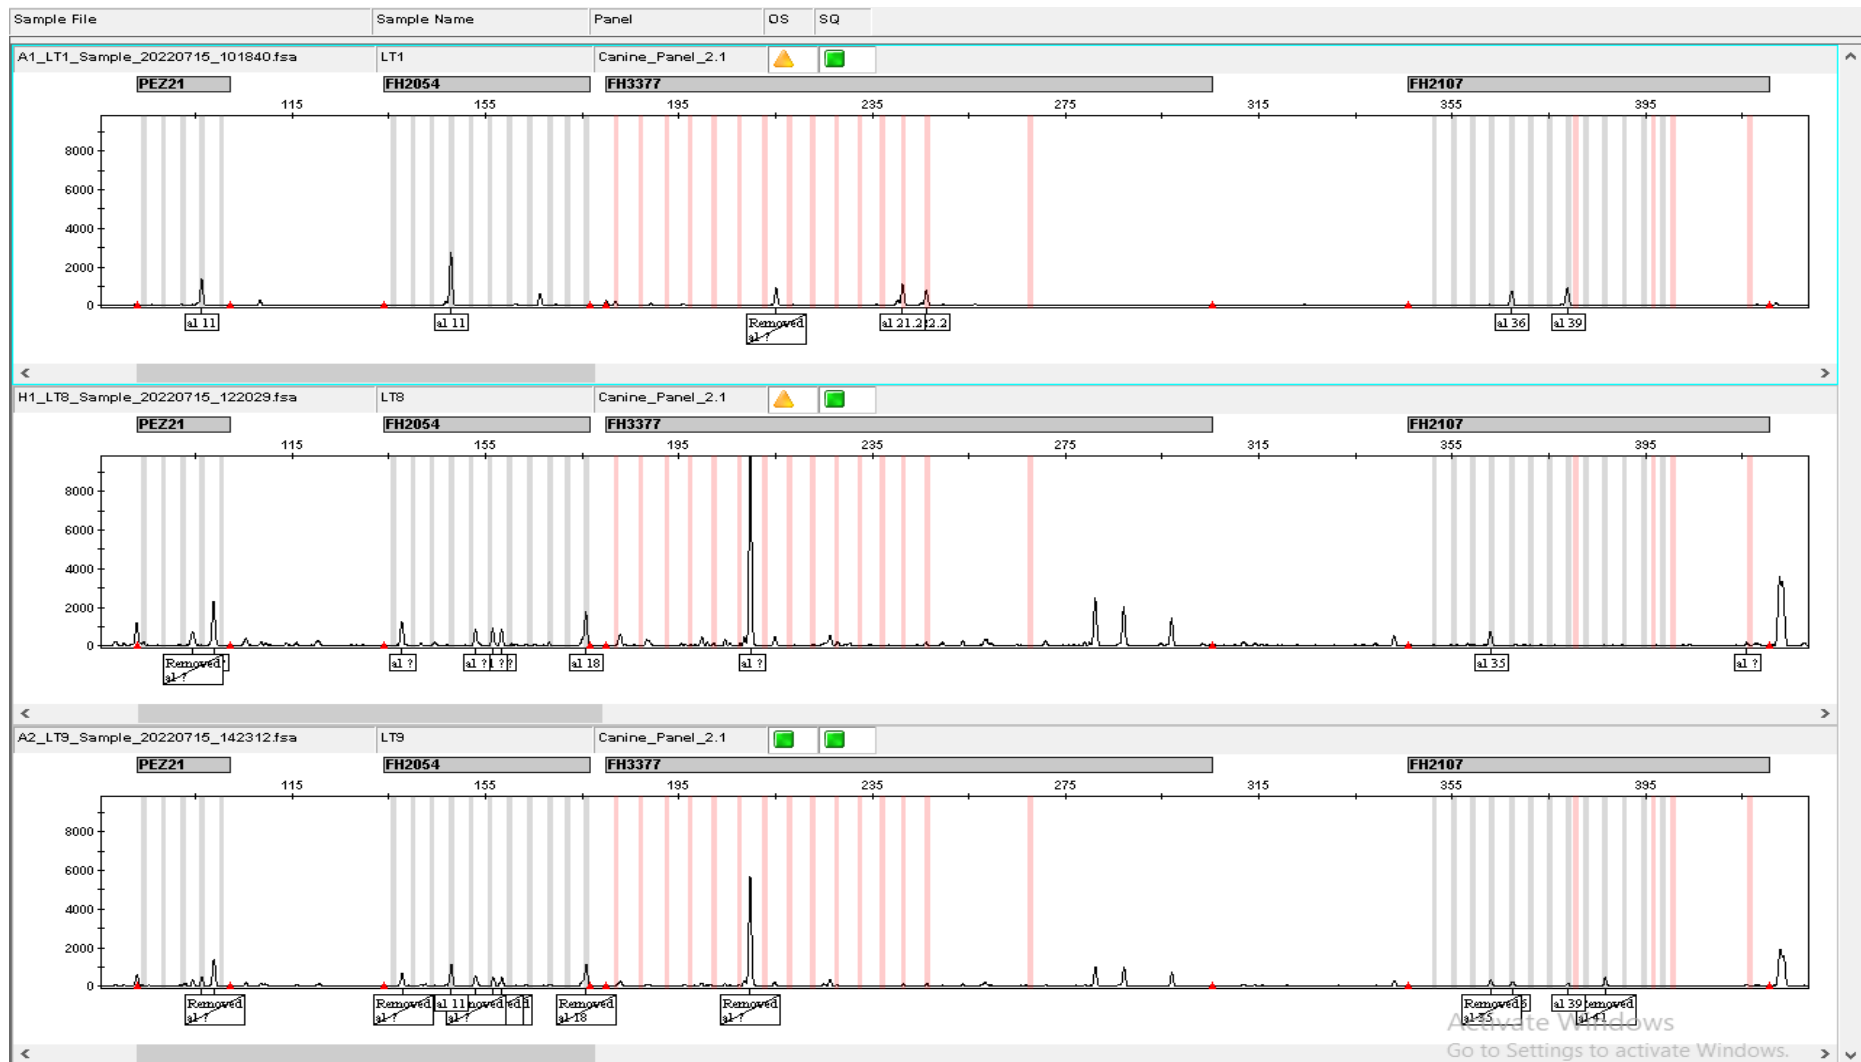 Sample File Sample Name Panel OS SQ
A1_LT1_Sample_20220715_101840.fsa LT1 Canine_Panel_2.1
PEZ21 FH2054 FH3377 FH2107
115 155 195 235 275 315 355 395
8000
6000
4000
2000
0
al 11 al 11 Removed al 21.2 2.2 al 36 al 39
al ?
H1_LT8_Sample_20220715_122029.fsa LT8 Canine_Panel_2.1
PEZ21 FH2054 FH3377 FH2107
115 155 195 235 275 315 355 395
8000
6000
4000
2000
0
Removed al ? al ? ? ? al 18 al ? al 35 al ?
al ?
A2_LT9_Sample_20220715_142312.fsa LT9 Canine_Panel_2.1
PEZ21 FH2054 FH3377 FH2107
115 155 195 235 275 315 355 395
8000
6000
4000
2000
0
Removed Removed al 11 Removed Removed Removed al 39
al ? al ? al ? al 18 al ? al 35 al 41
Activate Windows
Go to Settings to activate Windows.